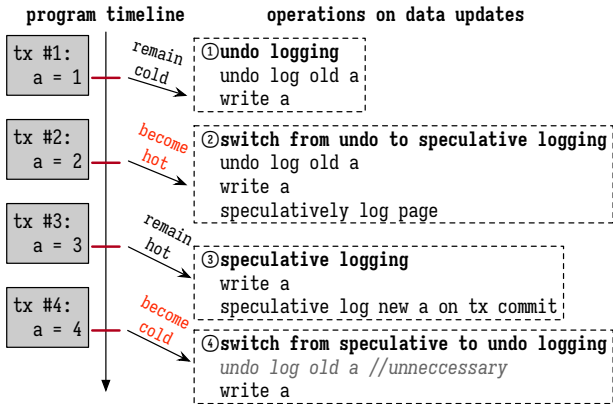 program timeline
operations on data updates
tx #1:
a = 1
remain
cold
①undo logging
undo log old a
write a
tx #2:
a = 2
become
hot
②switch from undo to speculative logging
undo log old a
write a
speculatively log page
tx #3:
a = 3
remain
hot
③speculative logging
write a
speculative log new a on tx commit
tx #4:
a = 4
become
cold
④switch from speculative to undo logging
undo log old a //unneccessary
write a